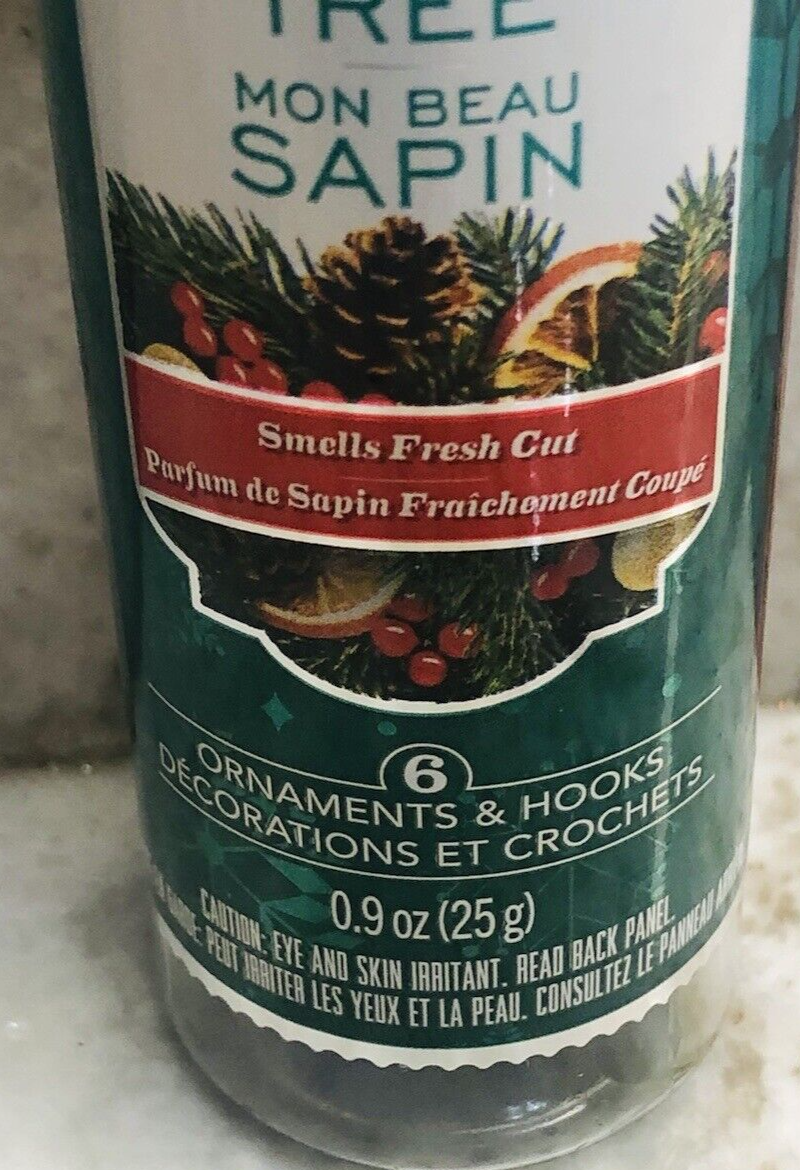 TREE
MON BEAU
SAPIN
Smells Fresh Cut
Parfum de Sapin Fraîchement Coupé
6
ORNAMENTS & HOOKS
DÉCORATIONS ET CROCHETS
0.9 oz (25 g)
CAUTION: EYE AND SKIN IRRITANT. READ BACK PANEL.
PEUT IRRITER LES YEUX ET LA PEAU. CONSULTEZ LE PANNEAU